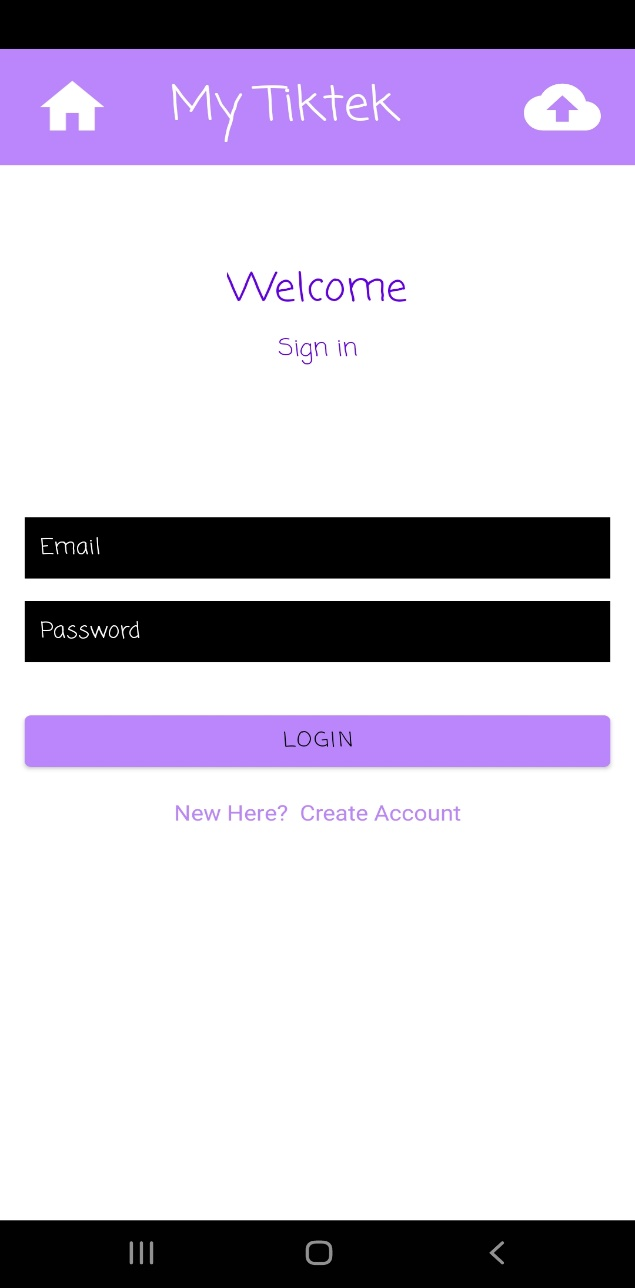 My Tiktek
Welcome
Sign in
Email
Password
LOGIN
New Here?  Create Account